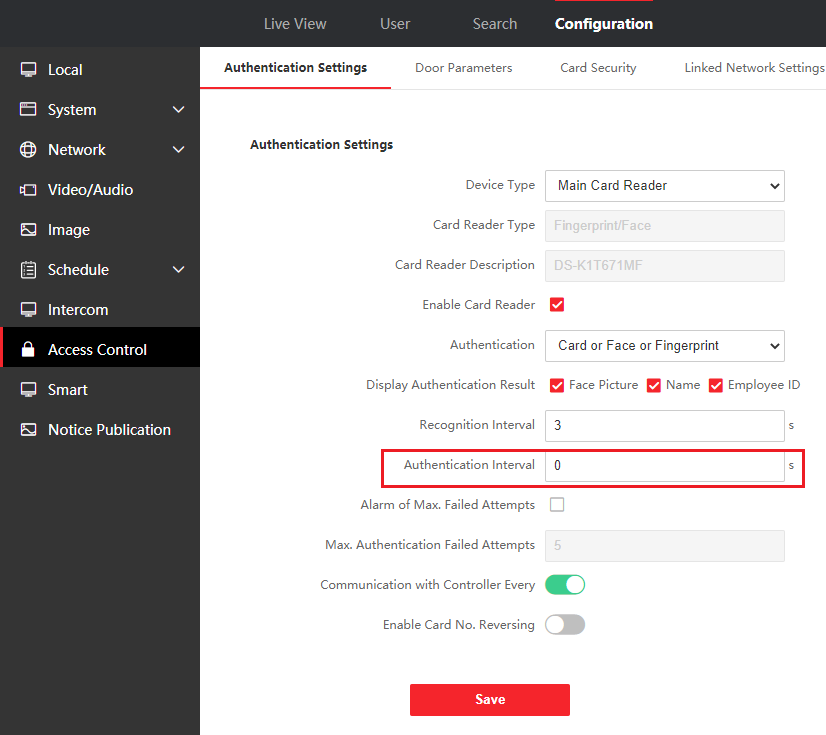 Live View User Search Configuration
Local
System
Network
Video/Audio
Image
Schedule
Intercom
Access Control
Smart
Notice Publication
Authentication Settings Door Parameters Card Security Linked Network Settings
Authentication Settings
Device Type Main Card Reader
Card Reader Type Fingerprint/Face
Card Reader Description DS-K1T671MF
Enable Card Reader
Authentication Card or Face or Fingerprint
Display Authentication Result Face Picture Name Employee ID
Recognition Interval 3 s
Authentication Interval 0 s
Alarm of Max. Failed Attempts
Max. Authentication Failed Attempts 5
Communication with Controller Every
Enable Card No. Reversing
Save